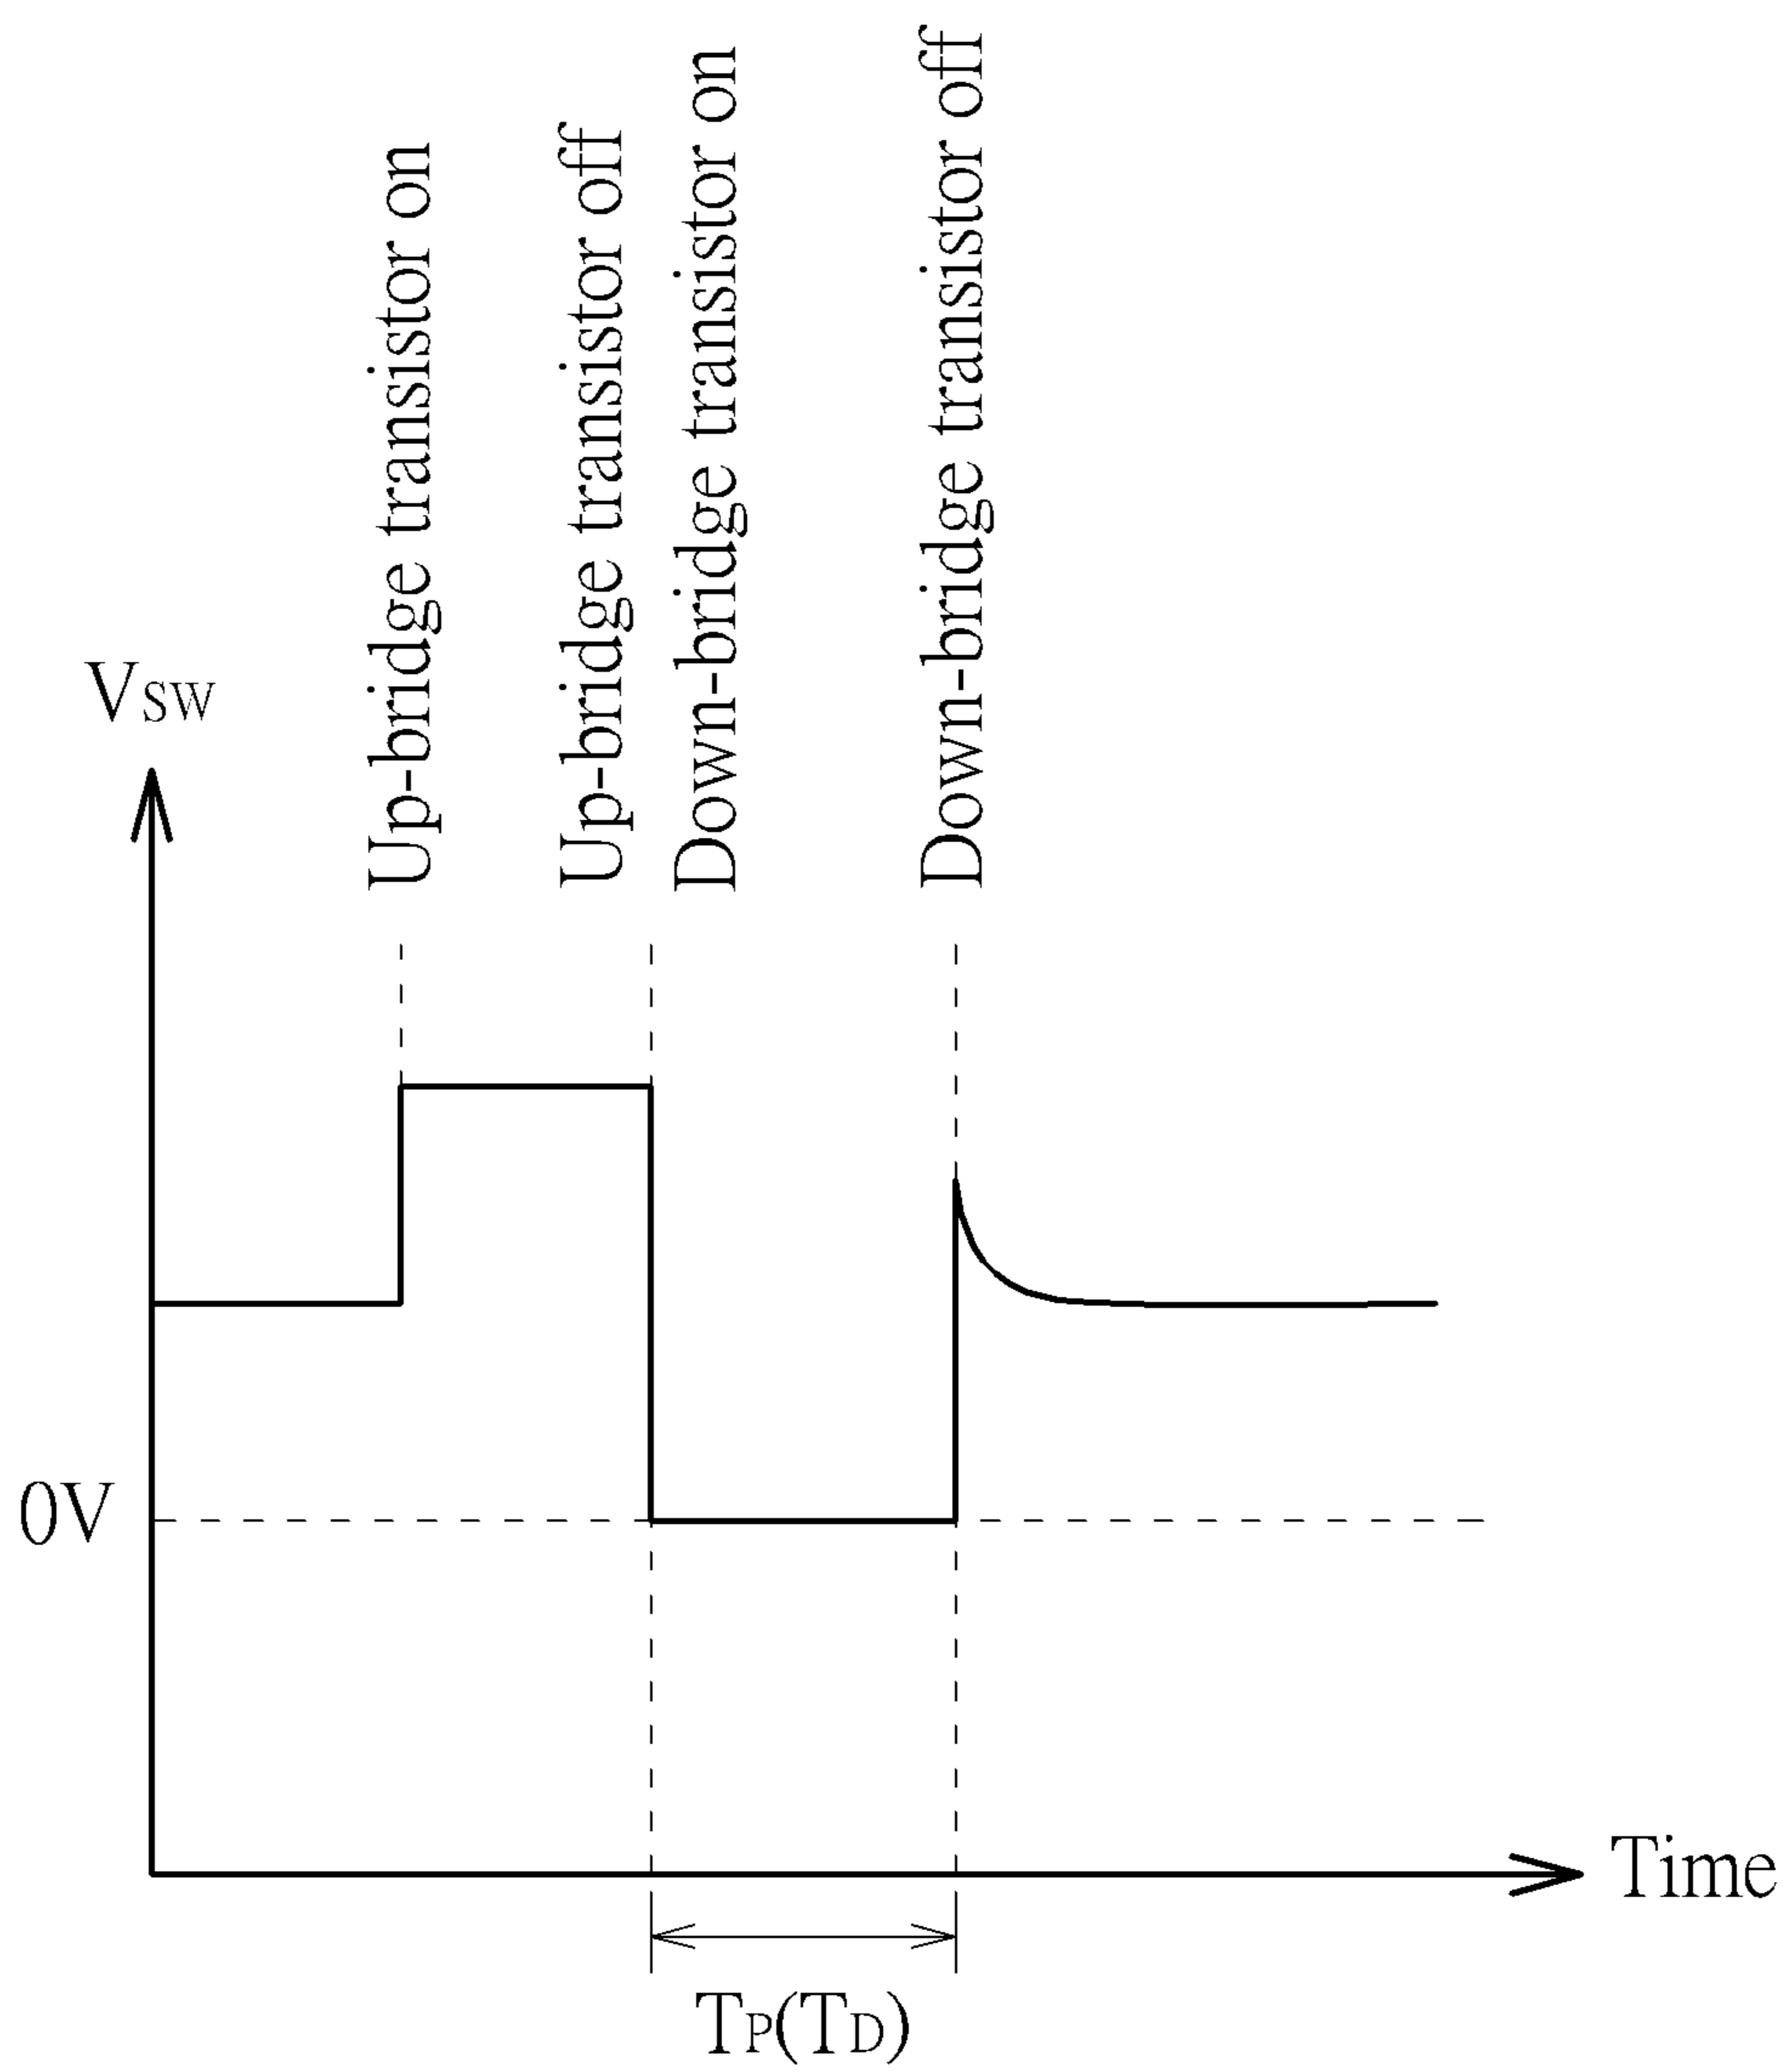 Up-bridge transistor on
Up-bridge transistor off
Down-bridge transistor on
Down-bridge transistor off
VSW
0V
Time
TP(TD)